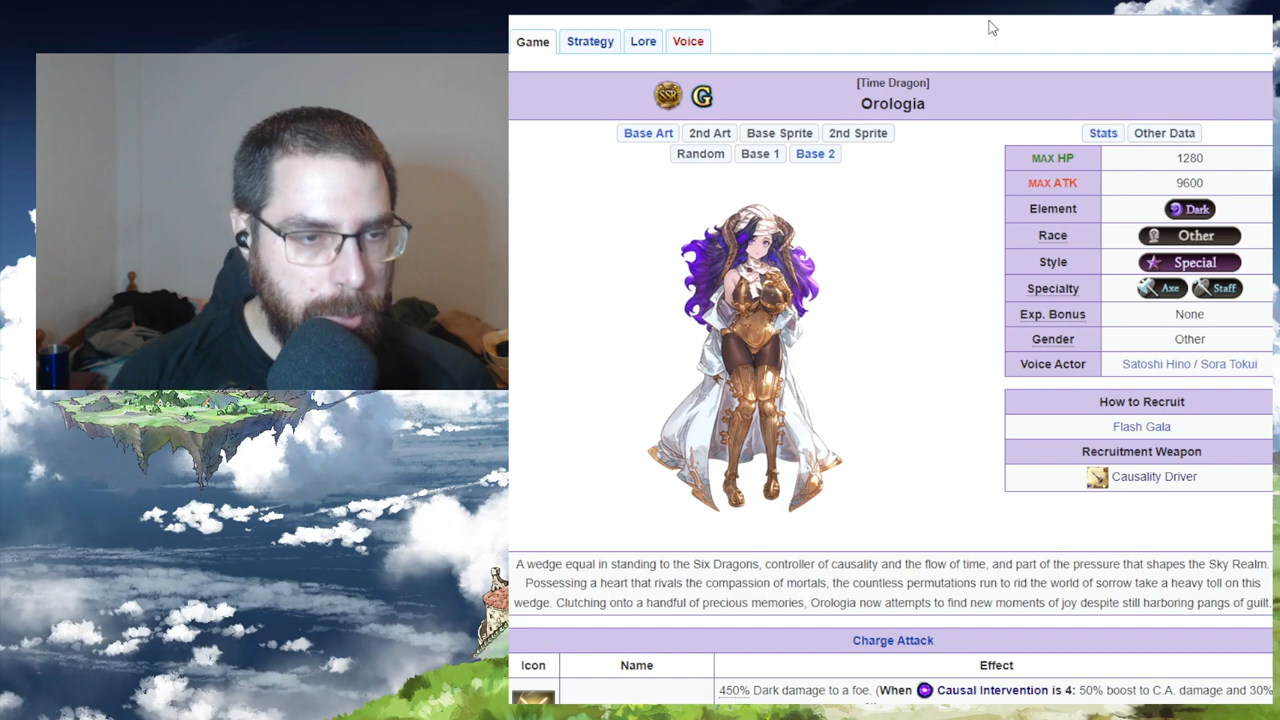 Game Strategy Lore Voice
SSR G
[Time Dragon]
Orologia
Base Art 2nd Art Base Sprite 2nd Sprite
Random Base 1 Base 2
Stats Other Data
MAX HP 1280
MAX ATK 9600
Element Dark
Race Other
Style Special
Specialty Axe Staff
Exp. Bonus None
Gender Other
Voice Actor Satoshi Hino / Sora Tokui
How to Recruit
Flash Gala
Recruitment Weapon
Causality Driver
A wedge equal in standing to the Six Dragons, controller of causality and the flow of time, and part of the pressure that shapes the Sky Realm.
Possessing a heart that rivals the compassion of mortals, the countless permutations run to rid the world of sorrow take a heavy toll on this
wedge. Clutching onto a handful of precious memories, Orologia now attempts to find new moments of joy despite still harboring pangs of guilt.
Charge Attack
Icon Name Effect
450% Dark damage to a foe. (When Causal Intervention is 4: 50% boost to C.A. damage and 30%